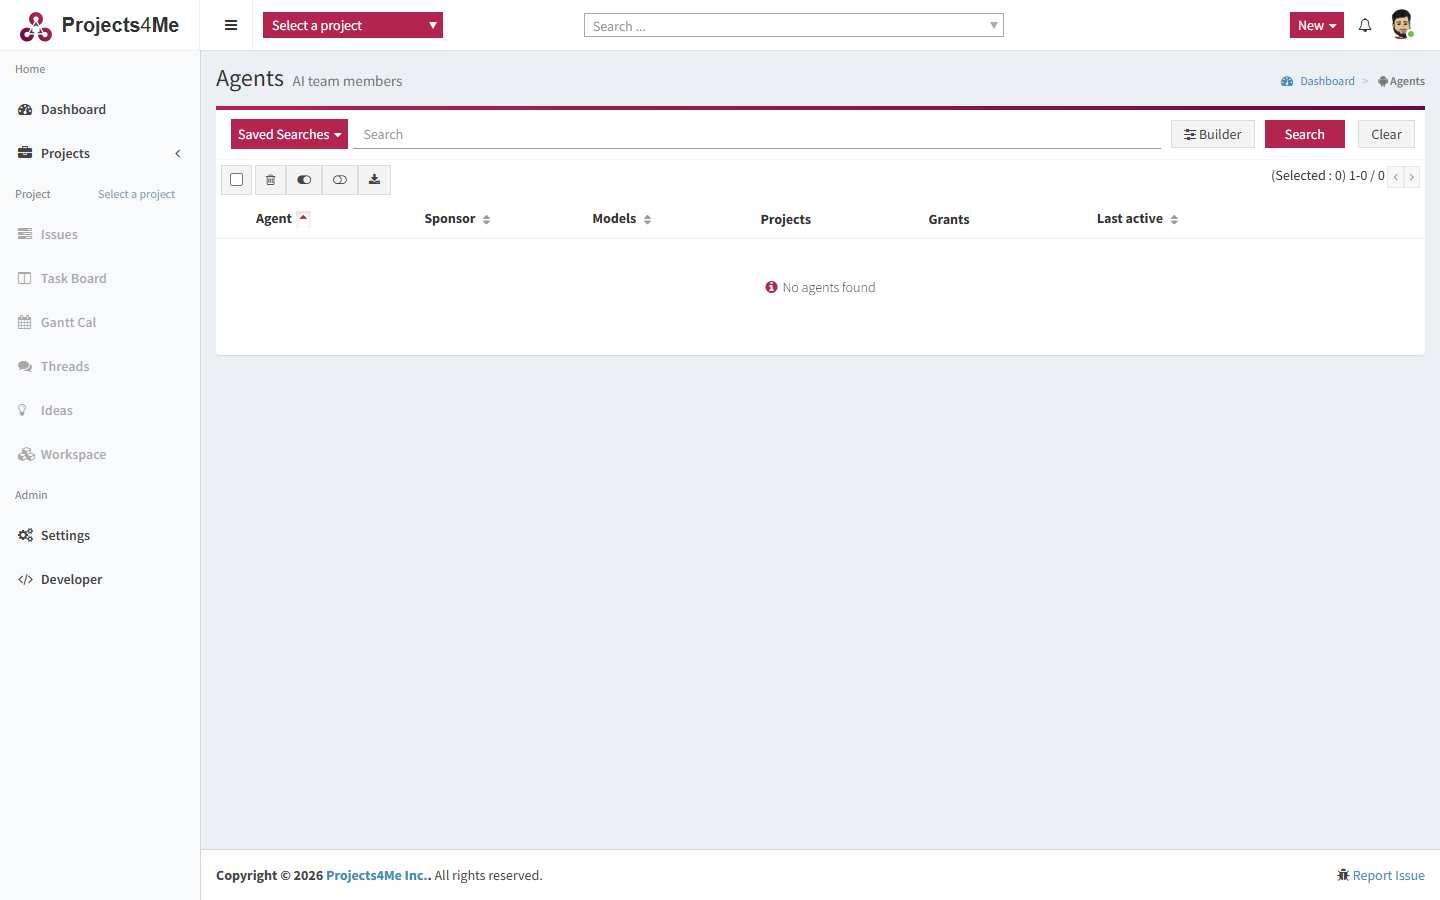 Projects4Me
Select a project
Search ...
New
Home
Dashboard
Projects
Project
Select a project
Issues
Task Board
Gantt Cal
Threads
Ideas
Workspace
Admin
Settings
Developer
Agents AI team members
Dashboard > Agents
Saved Searches
Search
Builder
Search
Clear
(Selected : 0) 1-0 / 0
Agent Sponsor Models Projects Grants Last active
No agents found
Copyright © 2026 Projects4Me Inc.. All rights reserved.
Report Issue